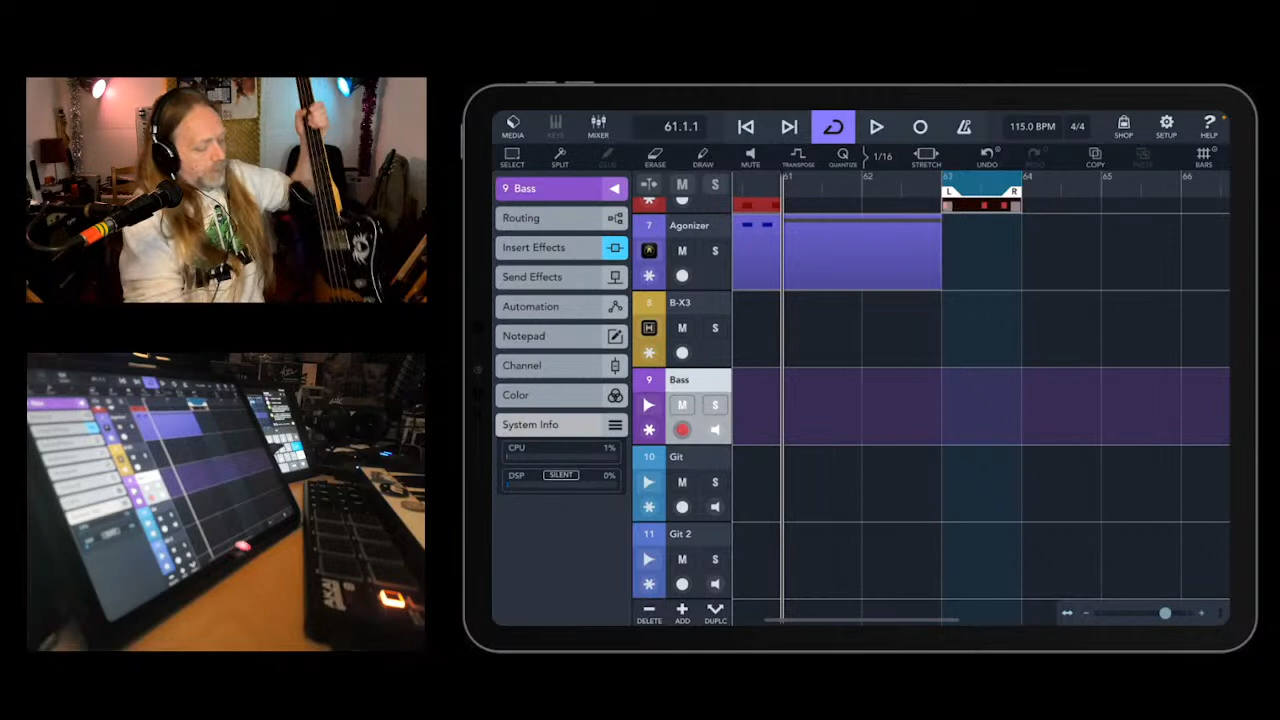 MEDIA
KEYS
MIXER
61.1.1
115.0 BPM
4/4
SHOP
SETUP
HELP
SELECT
SPLIT
GLUE
ERASE
DRAW
MUTE
TRANSPOSE
QUANTIZE
1/16
STRETCH
UNDO
REDO
COPY
PASTE
BARS
9 Bass
Routing
Insert Effects
Send Effects
Automation
Notepad
Channel
Color
System Info
CPU 1%
DSP SILENT 0%
M S
61 62 63 64 65 66
L R
7 Agonizer
M S
8 B-X3
M S
9 Bass
M S
10 Git
M S
11 Git 2
M S
DELETE
ADD
DUPLC
AKAI